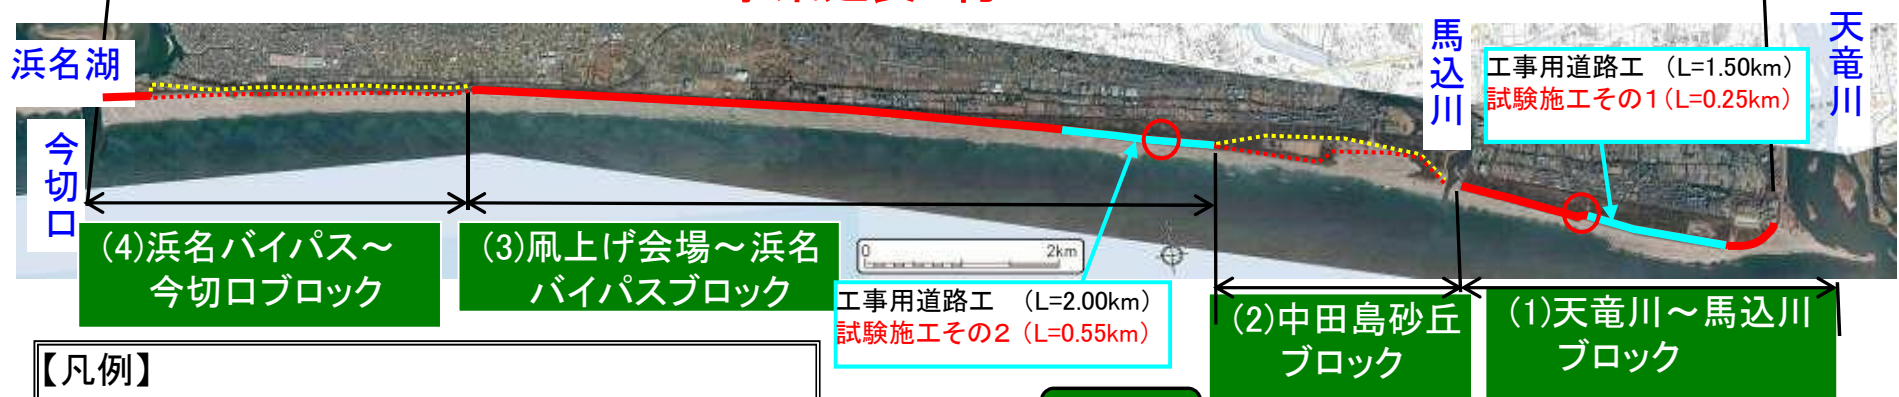 浜名湖
今切口
馬込川
天竜川
工事用道路工 （L=1.50km）
試験施工その1（L=0.25km）
(4)浜名バイパス～
今切口ブロック
(3)凧上げ会場～浜名
バイパスブロック
0 2km
工事用道路工 （L=2.00km）
試験施工その2（L=0.55km）
(2)中田島砂丘
ブロック
(1)天竜川～馬込川
ブロック
【凡例】